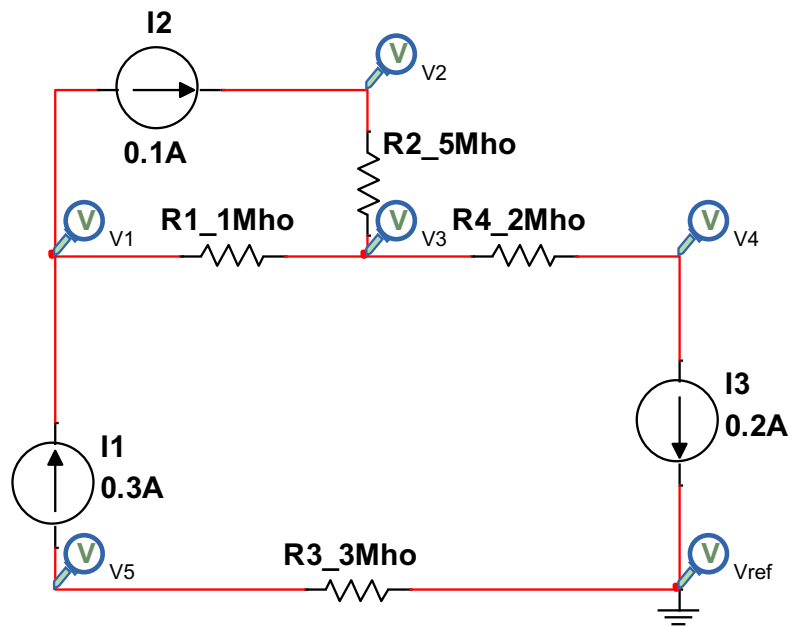 I2
V
V2
0.1A
R2_5Mho
V
V1
R1_1Mho
V
V3
R4_2Mho
V
V4
I3
0.2A
I1
0.3A
V
V5
R3_3Mho
V
Vref